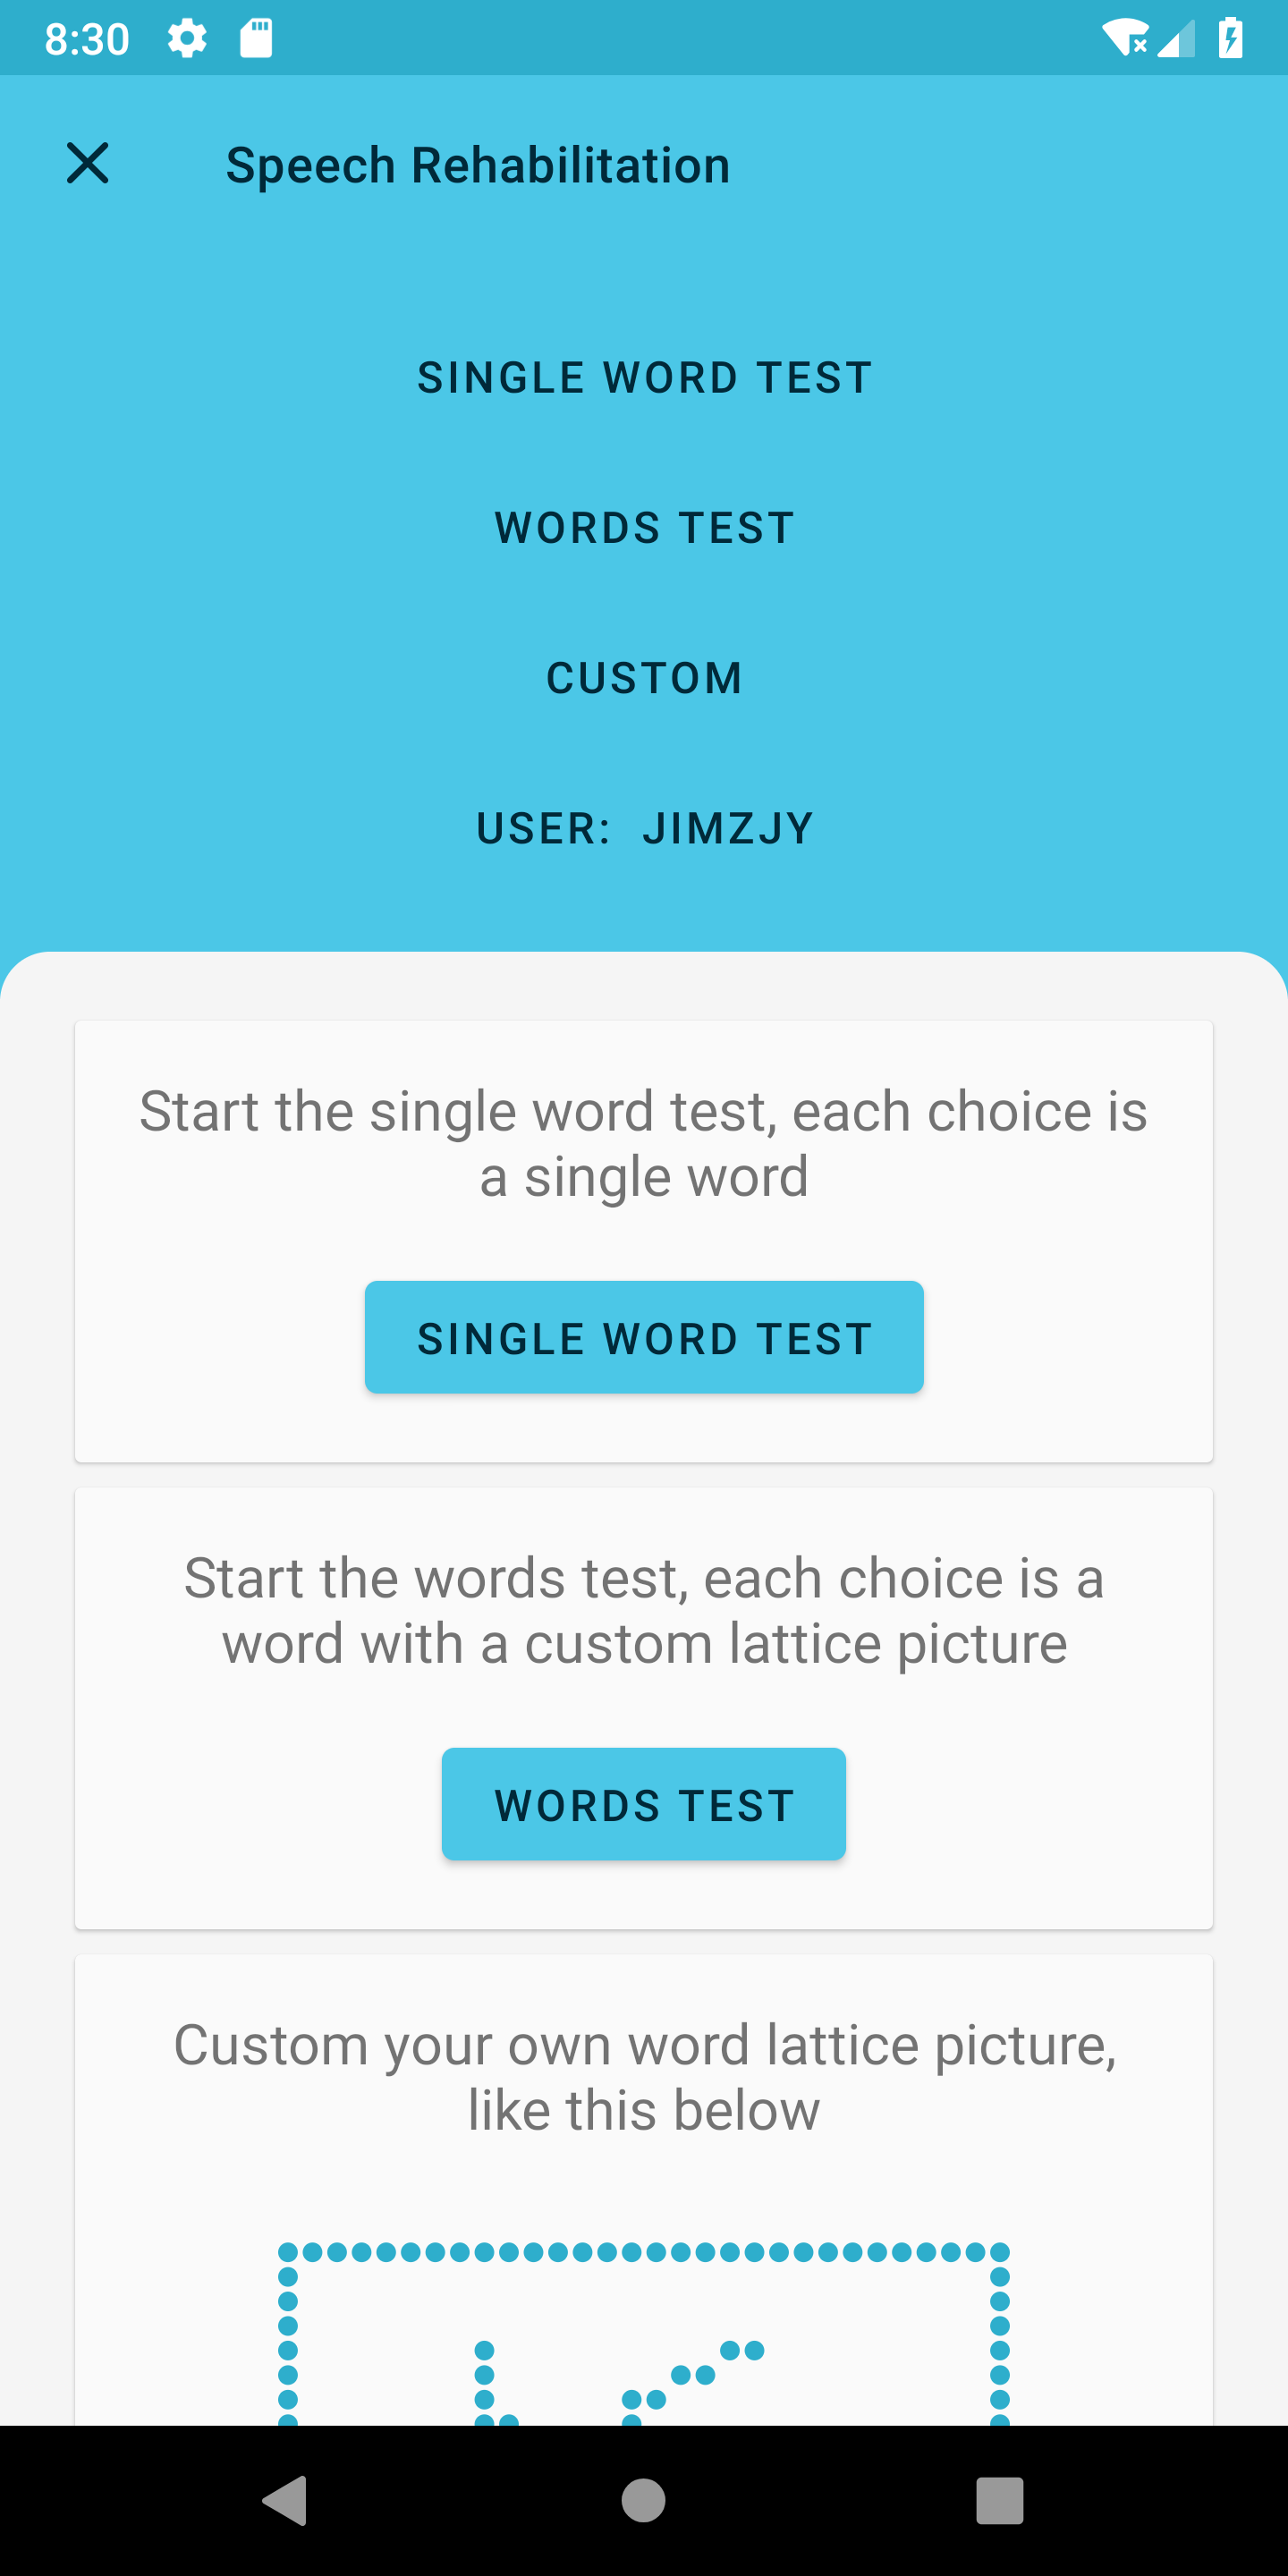 8:30
Speech Rehabilitation
SINGLE WORD TEST
WORDS TEST
CUSTOM
USER: JIMZJY
Start the single word test, each choice is
a single word
SINGLE WORD TEST
Start the words test, each choice is a
word with a custom lattice picture
WORDS TEST
Custom your own word lattice picture,
like this below